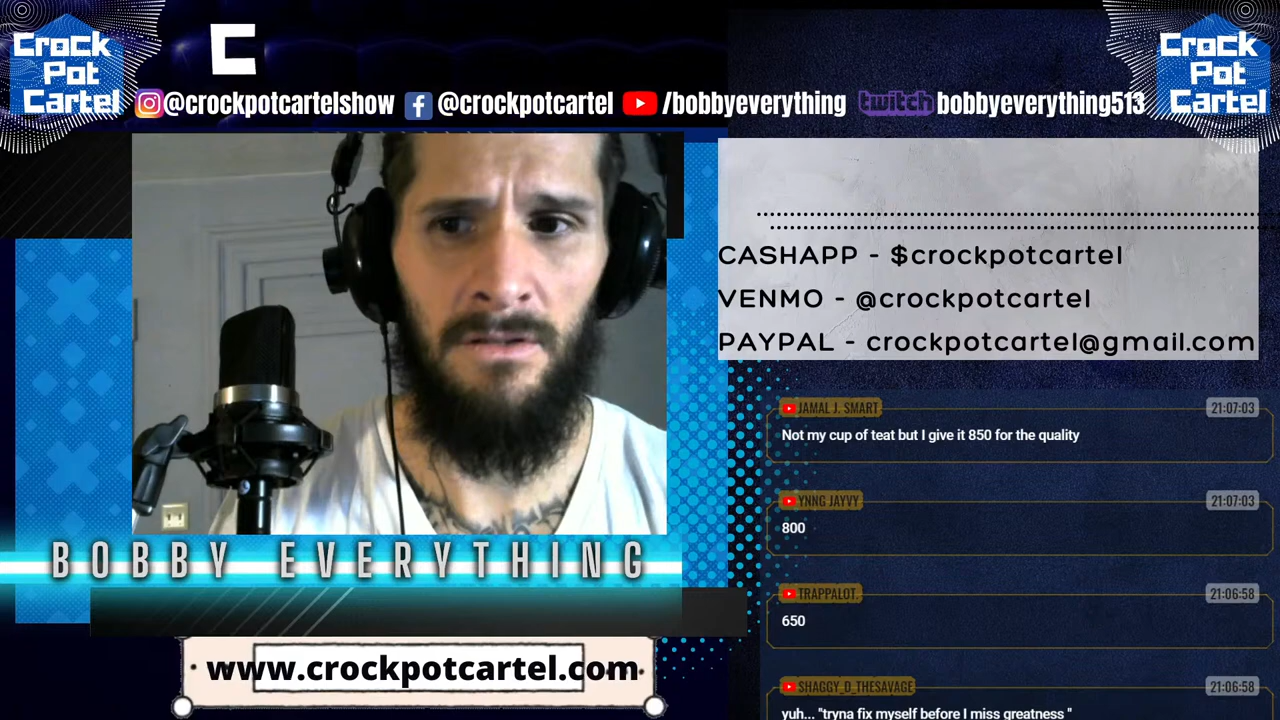 Crock
Pot
Cartel
C
@crockpotcartelshow @crockpotcartel /bobbyeverything twitch bobbyeverything513
Crock
Pot
Cartel
CASHAPP - $crockpotcartel
VENMO - @crockpotcartel
PAYPAL - crockpotcartel@gmail.com
JAMAL J. SMART 21:07:03
Not my cup of teat but I give it 850 for the quality
YNNG JAYVY 21:07:03
800
TRAPPALOT. 21:06:58
650
SHAGGY_D_THESAVAGE 21:06:58
yuh... "tryna fix myself before I miss greatness "
BOBBY EVERYTHING
www.crockpotcartel.com